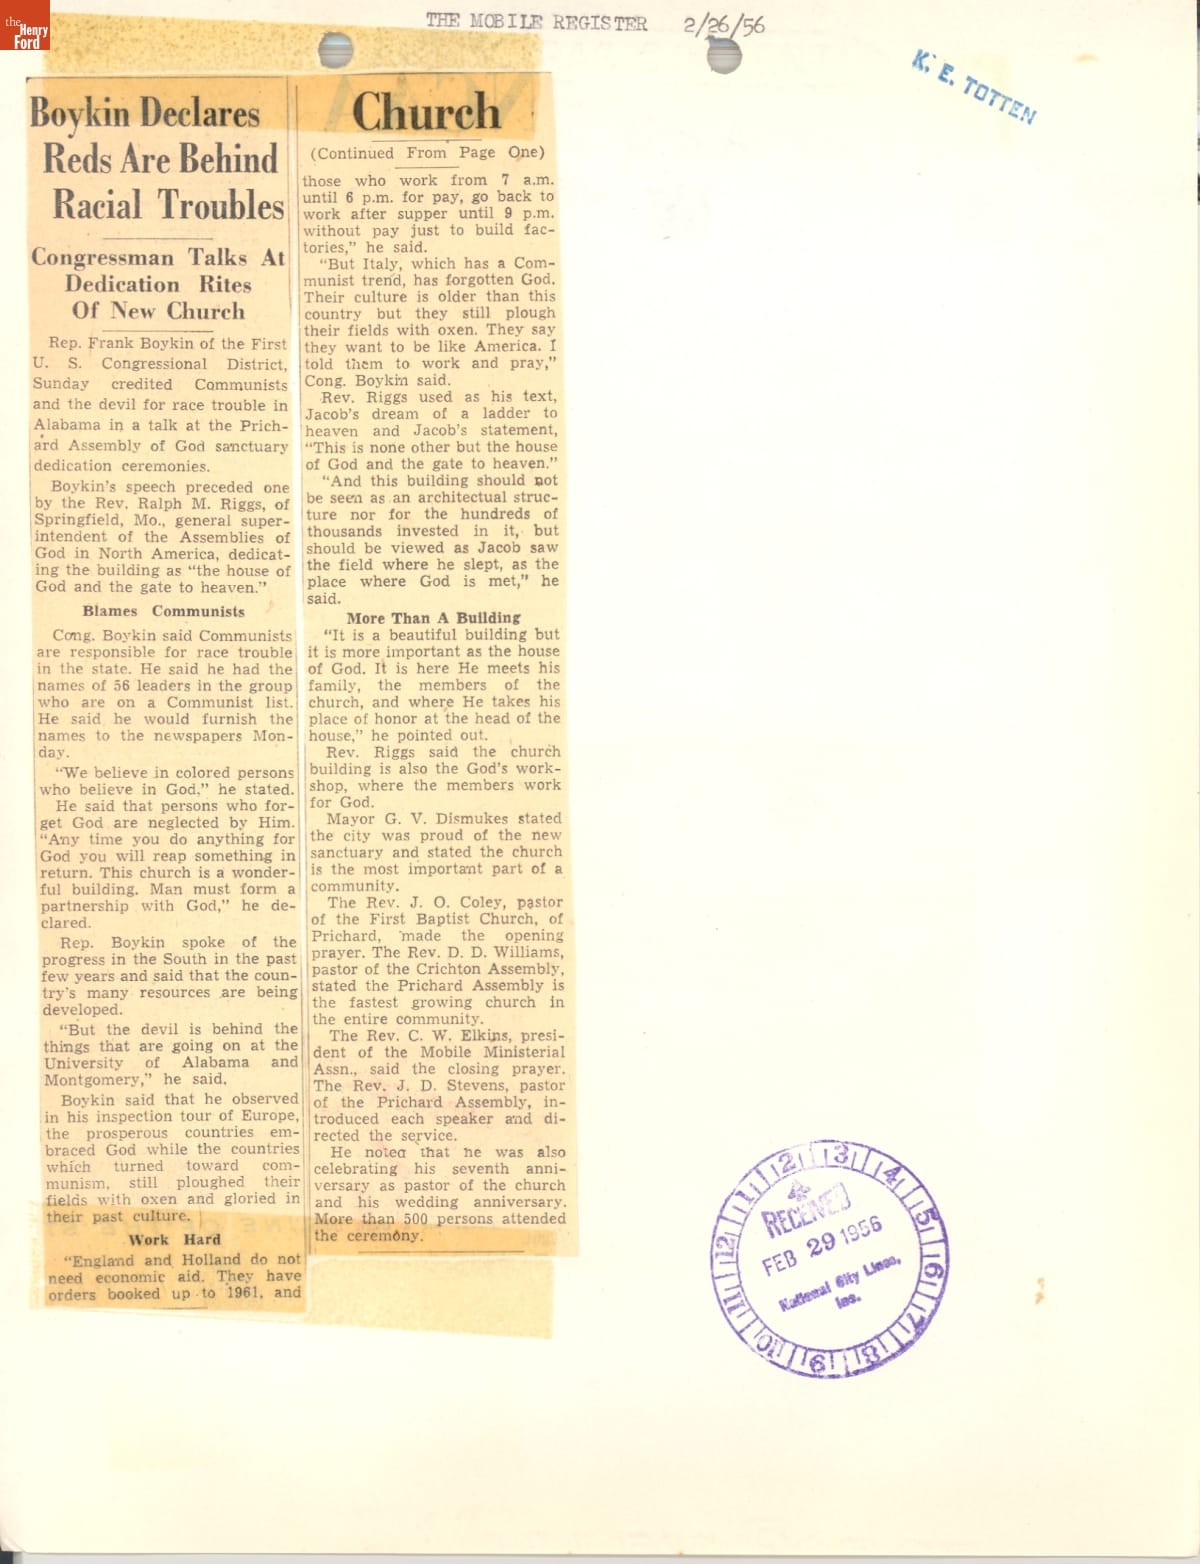 the
Henry
Ford
THE MOBILE REGISTER 2/26/56
K. E. TOTTEN
Boykin Declares
Reds Are Behind
Racial Troubles
Congressman Talks At
Dedication Rites
Of New Church
Rep. Frank Boykin of the First
U. S. Congressional District,
Sunday credited Communists
and the devil for race trouble in
Alabama in a talk at the Prich-
ard Assembly of God sanctuary
dedication ceremonies.
Boykin's speech preceded one
by the Rev. Ralph M. Riggs, of
Springfield, Mo., general super-
intendent of the Assemblies of
God in North America, dedicat-
ing the building as "the house of
God and the gate to heaven."
Blames Communists
Cong. Boykin said Communists
are responsible for race trouble
in the state. He said he had the
names of 56 leaders in the group
who are on a Communist list.
He said he would furnish the
names to the newspapers Mon-
day.
"We believe in colored persons
who believe in God," he stated.
He said that persons who for-
get God are neglected by Him.
"Any time you do anything for
God you will reap something in
return. This church is a wonder-
ful building. Man must form a
partnership with God," he de-
clared.
Rep. Boykin spoke of the
progress in the South in the past
few years and said that the coun-
try's many resources are being
developed.
"But the devil is behind the
things that are going on at the
University of Alabama and
Montgomery," he said.
Boykin said that he observed
in his inspection tour of Europe,
the prosperous countries em-
braced God while the countries
which turned toward com-
munism, still ploughed their
fields with oxen and gloried in
their past culture.
Work Hard
"England and Holland do not
need economic aid. They have
orders booked up to 1961, and
Church
(Continued From Page One)
those who work from 7 a.m.
until 6 p.m. for pay, go back to
work after supper until 9 p.m.
without pay just to build fac-
tories," he said.
"But Italy, which has a Com-
munist trend, has forgotten God.
Their culture is older than this
country but they still plough
their fields with oxen. They say
they want to be like America. I
told them to work and pray,"
Cong. Boykin said.
Rev. Riggs used as his text,
Jacob's dream of a ladder to
heaven and Jacob's statement,
"This is none other but the house
of God and the gate to heaven."
"And this building should not
be seen as an architectual struc-
ture nor for the hundreds of
thousands invested in it, but
should be viewed as Jacob saw
the field where he slept, as the
place where God is met," he
said.
More Than A Building
"It is a beautiful building but
it is more important as the house
of God. It is here He meets his
family, the members of the
church, and where He takes his
place of honor at the head of the
house," he pointed out.
Rev. Riggs said the church
building is also the God's work-
shop, where the members work
for God.
Mayor G. V. Dismukes stated
the city was proud of the new
sanctuary and stated the church
is the most important part of a
community.
The Rev. J. O. Coley, pastor
of the First Baptist Church, of
Prichard, made the opening
prayer. The Rev. D. D. Williams,
pastor of the Crichton Assembly,
stated the Prichard Assembly is
the fastest growing church in
the entire community.
The Rev. C. W. Elkins, presi-
dent of the Mobile Ministerial
Assn., said the closing prayer.
The Rev. J. D. Stevens, pastor
of the Prichard Assembly, in-
troduced each speaker and di-
rected the service.
He noted that he was also
celebrating his seventh anni-
versary as pastor of the church
and his wedding anniversary.
More than 500 persons attended
the ceremony.
12 1 2 3 4 5 6 7 8 9 10 11
RECEIVED
FEB 29 1956
National City Lines,
Inc.